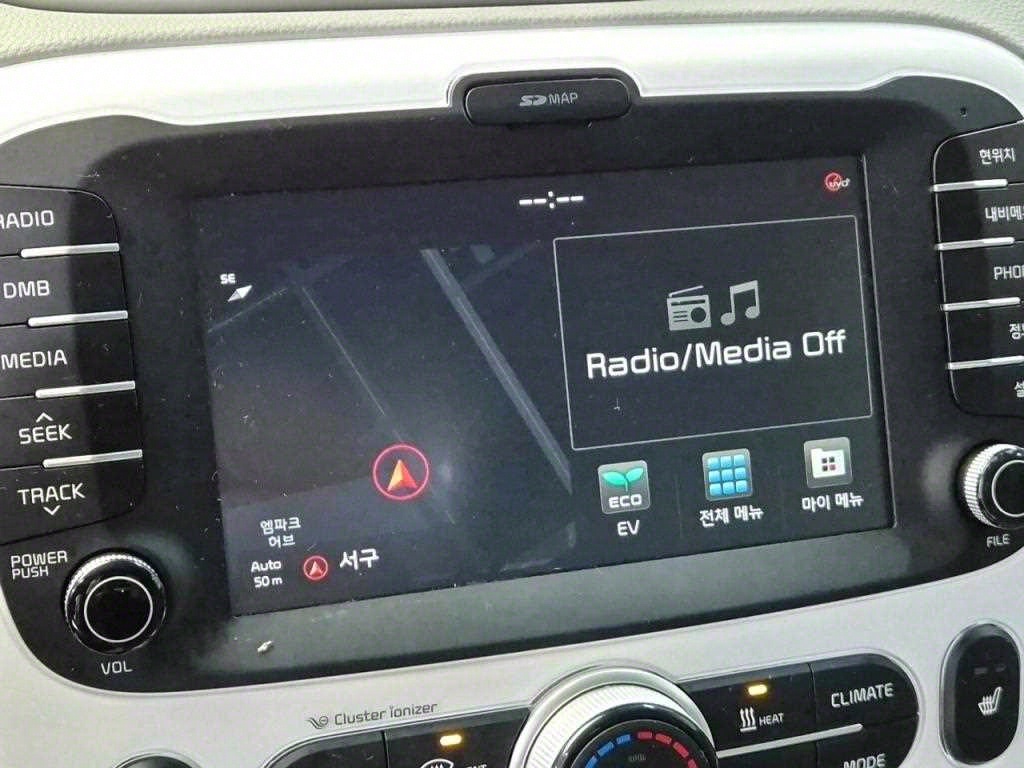 SD MAP
RADIO
DMB
MEDIA
SEEK
TRACK
POWER
PUSH
VOL
--:--
UVO
SE
Radio/Media Off
엠파크
허브
Auto
50 m
서구
ECO
EV
전체 메뉴
마이 메뉴
현위치
FILE
Cluster ionizer
HEAT
CLIMATE
MODE